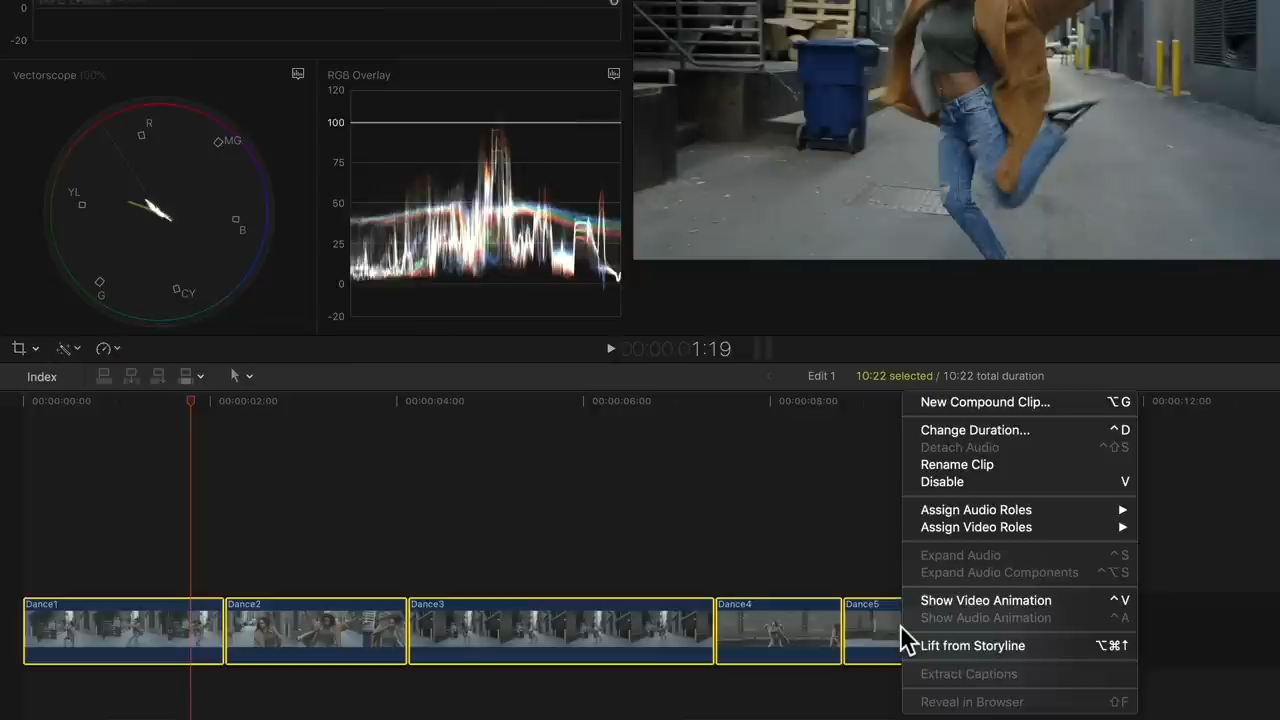 0
-20
Vectorscope 100%
R
MG
YL
B
G
CY
RGB Overlay
120
100
75
50
25
0
-20
00:00:00:01:19
Index
Edit 1
10:22 selected / 10:22 total duration
00:00:00:00
00:00:02:00
00:00:04:00
00:00:06:00
00:00:08:00
00:00:12:00
New Compound Clip... ⌥G
Change Duration... ^D
Detach Audio ^⇧S
Rename Clip
Disable V
Assign Audio Roles
Assign Video Roles
Expand Audio ^S
Expand Audio Components ^⌥S
Show Video Animation ^V
Show Audio Animation ^A
Lift from Storyline ⌥⌘↑
Extract Captions
Reveal in Browser ⇧F
Dance1
Dance2
Dance3
Dance4
Dance5